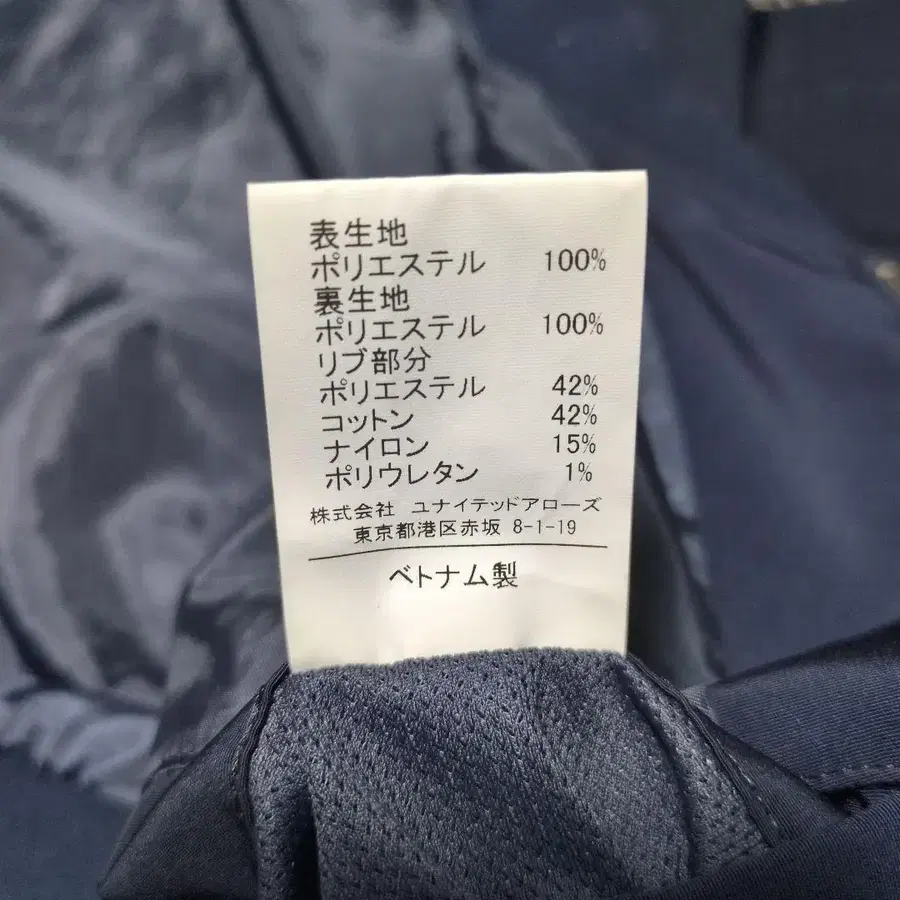 表生地
ポリエステル 100%
裏生地
ポリエステル 100%
リブ部分
ポリエステル 42%
コットン 42%
ナイロン 15%
ポリウレタン 1%
株式会社 ユナイテッドアローズ
東京都港区赤坂 8-1-19
ベトナム製